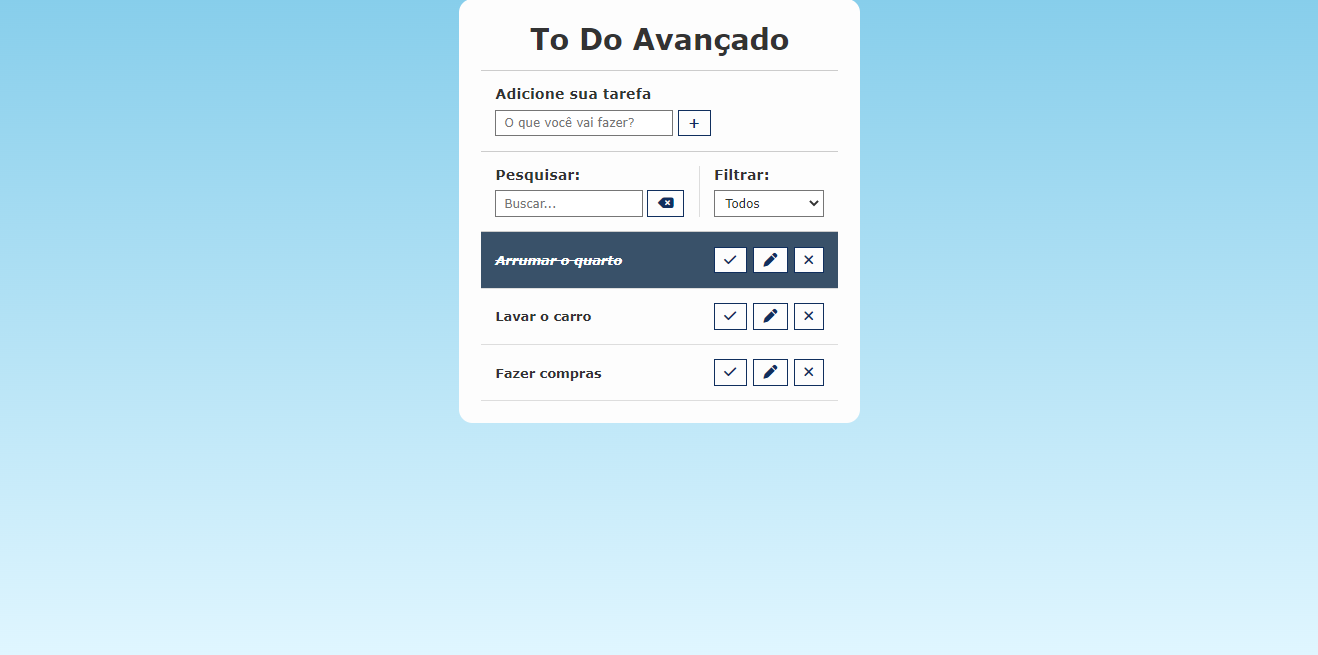 To Do Avançado
Adicione sua tarefa
O que você vai fazer?
Pesquisar:
Filtrar:
Buscar...
Todos
Arrumar o quarto
Lavar o carro
Fazer compras